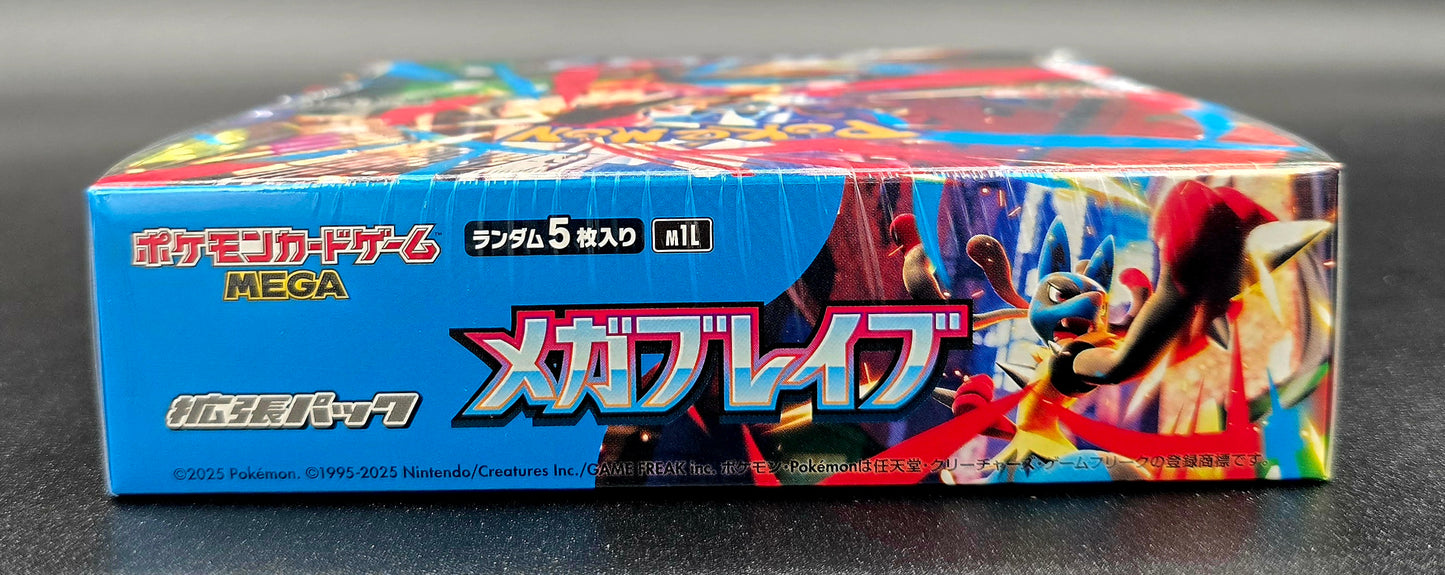 POKÉMON
ポケモンカードゲーム™
MEGA
ランダム5枚入り
M1L
メガブレイブ
拡張パック
©2025 Pokémon. ©1995-2025 Nintendo/Creatures Inc./GAME FREAK inc. ポケモン・Pokémonは任天堂・クリーチャーズ・ゲームフリークの登録商標です。